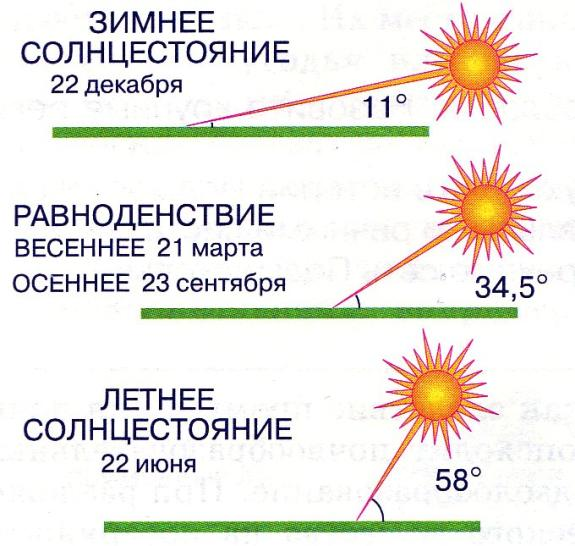 ЗИМНЕЕ
СОЛНЦЕСТОЯНИЕ
22 декабря
11°
РАВНОДЕНСТВИЕ
ВЕСЕННЕЕ 21 марта
ОСЕННЕЕ 23 сентября
34,5°
ЛЕТНЕЕ
СОЛНЦЕСТОЯНИЕ
22 июня
58°